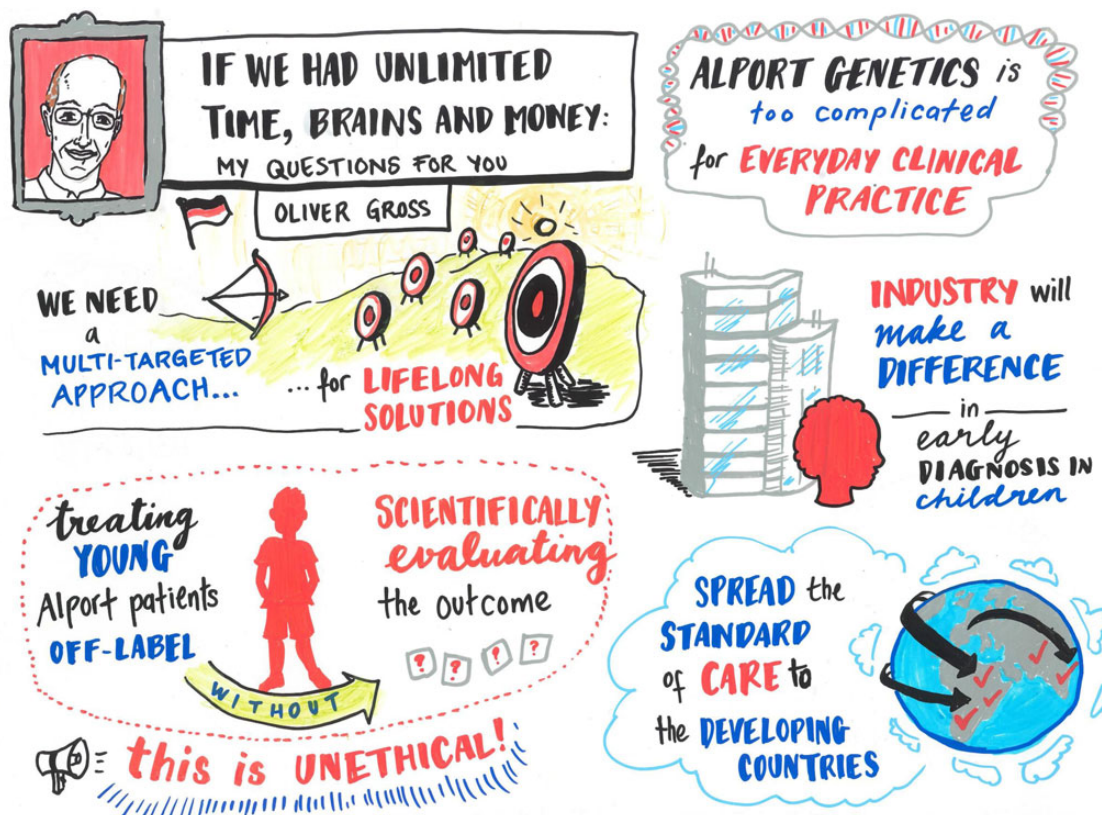 IF WE HAD UNLIMITED
TIME, BRAINS AND MONEY:
MY QUESTIONS FOR YOU
OLIVER GROSS
WE NEED
a
MULTI-TARGETED
APPROACH...
...for LIFELONG
SOLUTIONS
ALPORT GENETICS is
too complicated
for EVERYDAY CLINICAL
PRACTICE
INDUSTRY will
make a
DIFFERENCE
in
early
DIAGNOSIS IN
children
treating
YOUNG
Alport patients
OFF-LABEL
WITHOUT
SCIENTIFICALLY
evaluating
the outcome
? ? ? ?
this is UNETHICAL!
SPREAD the
STANDARD
of CARE to
the DEVELOPING
COUNTRIES